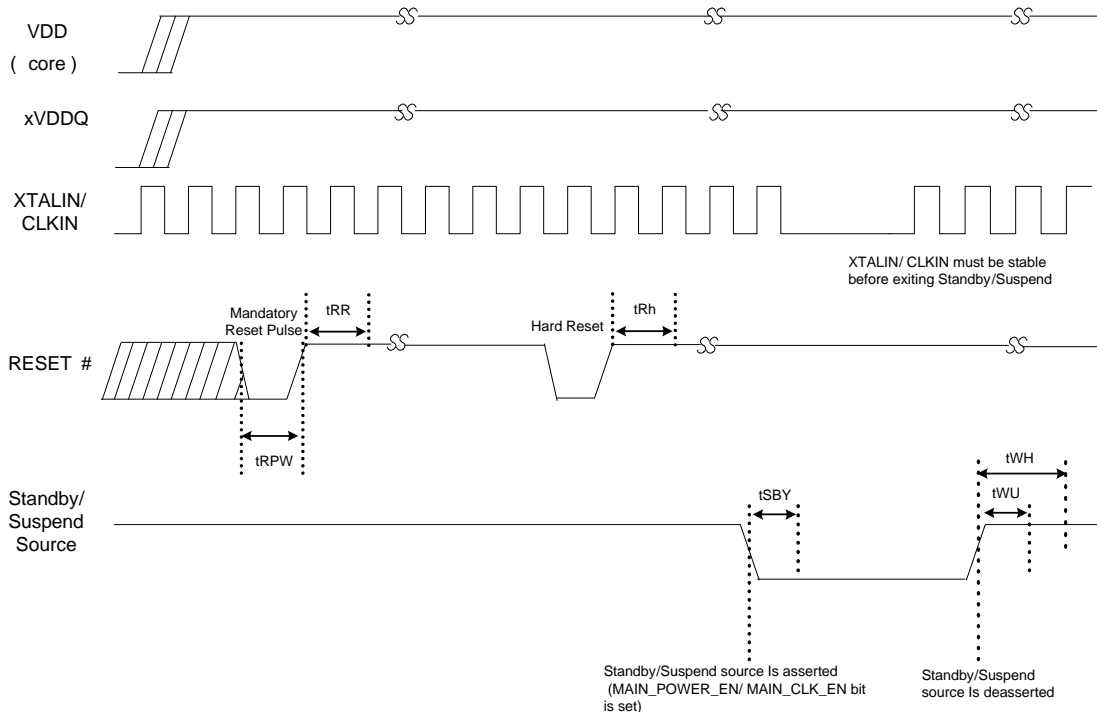 VDD
( core )
xVDDQ
XTALIN/
CLKIN
XTALIN/ CLKIN must be stable
before exiting Standby/Suspend
Mandatory
Reset Pulse
tRR
Hard Reset
tRh
RESET #
tRPW
tWH
Standby/
Suspend
Source
tSBY
tWU
Standby/Suspend source Is asserted
(MAIN_POWER_EN/ MAIN_CLK_EN bit
is set)
Standby/Suspend
source Is deasserted